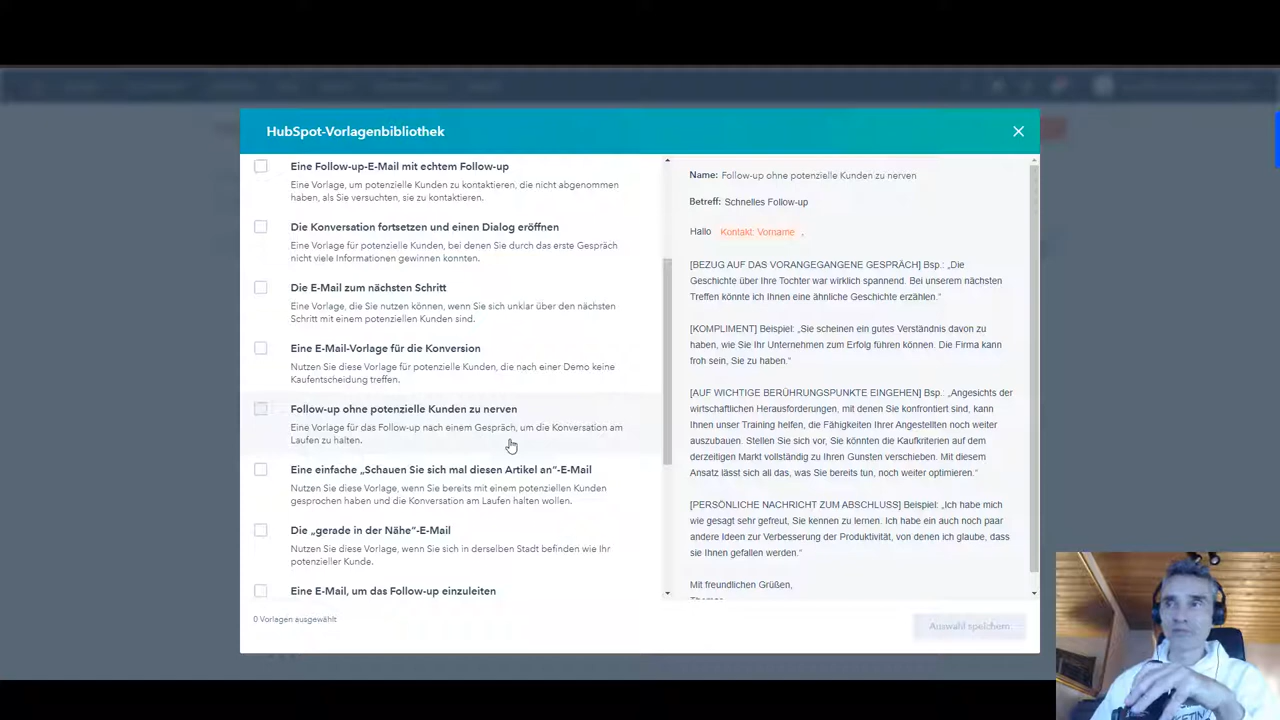 HubSpot-Vorlagenbibliothek
Eine Follow-up-E-Mail mit echtem Follow-up
Eine Vorlage, um potenzielle Kunden zu kontaktieren, die nicht abgenommen
haben, als Sie versuchten, sie zu kontaktieren.
Die Konversation fortsetzen und einen Dialog eröffnen
Eine Vorlage für potenzielle Kunden, bei denen Sie durch das erste Gespräch
nicht viele Informationen gewinnen konnten.
Die E-Mail zum nächsten Schritt
Eine Vorlage, die Sie nutzen können, wenn Sie sich unklar über den nächsten
Schritt mit einem potenziellen Kunden sind.
Eine E-Mail-Vorlage für die Konversion
Nutzen Sie diese Vorlage für potenzielle Kunden, die nach einer Demo keine
Kaufentscheidung treffen.
Follow-up ohne potenzielle Kunden zu nerven
Eine Vorlage für das Follow-up nach einem Gespräch, um die Konversation am
Laufen zu halten.
Eine einfache „Schauen Sie sich mal diesen Artikel an“-E-Mail
Nutzen Sie diese Vorlage, wenn Sie bereits mit einem potenziellen Kunden
gesprochen haben und die Konversation am Laufen halten wollen.
Die „gerade in der Nähe“-E-Mail
Nutzen Sie diese Vorlage, wenn Sie sich in derselben Stadt befinden wie Ihr
potenzieller Kunde.
Eine E-Mail, um das Follow-up einzuleiten
0 Vorlagen ausgewählt
Name: Follow-up ohne potenzielle Kunden zu nerven
Betreff: Schnelles Follow-up
Hallo Kontakt: Vorname ,
[BEZUG AUF DAS VORANGEGANGENE GESPRÄCH] Bsp.: „Die
Geschichte über Ihre Tochter war wirklich spannend. Bei unserem nächsten
Treffen könnte ich Ihnen eine ähnliche Geschichte erzählen.“
[KOMPLIMENT] Beispiel: „Sie scheinen ein gutes Verständnis davon zu
haben, wie Sie Ihr Unternehmen zum Erfolg führen können. Die Firma kann
froh sein, Sie zu haben.“
[AUF WICHTIGE BERÜHRUNGSPUNKTE EINGEHEN] Bsp.: „Angesichts der
wirtschaftlichen Herausforderungen, mit denen Sie konfrontiert sind, kann
Ihnen unser Training helfen, die Fähigkeiten Ihrer Angestellten noch weiter
auszubauen. Stellen Sie sich vor, Sie könnten die Kaufkriterien auf dem
derzeitigen Markt vollständig zu Ihren Gunsten verschieben. Mit diesem
Ansatz lässt sich all das, was Sie bereits tun, noch weiter optimieren.“
[PERSÖNLICHE NACHRICHT ZUM ABSCHLUSS] Beispiel: „Ich habe mich
wie gesagt sehr gefreut, Sie kennen zu lernen. Ich habe ein auch noch paar
andere Ideen zur Verbesserung der Produktivität, von denen ich glaube, dass
sie Ihnen gefallen werden.“
Mit freundlichen Grüßen,
Thomas
Auswahl speichern